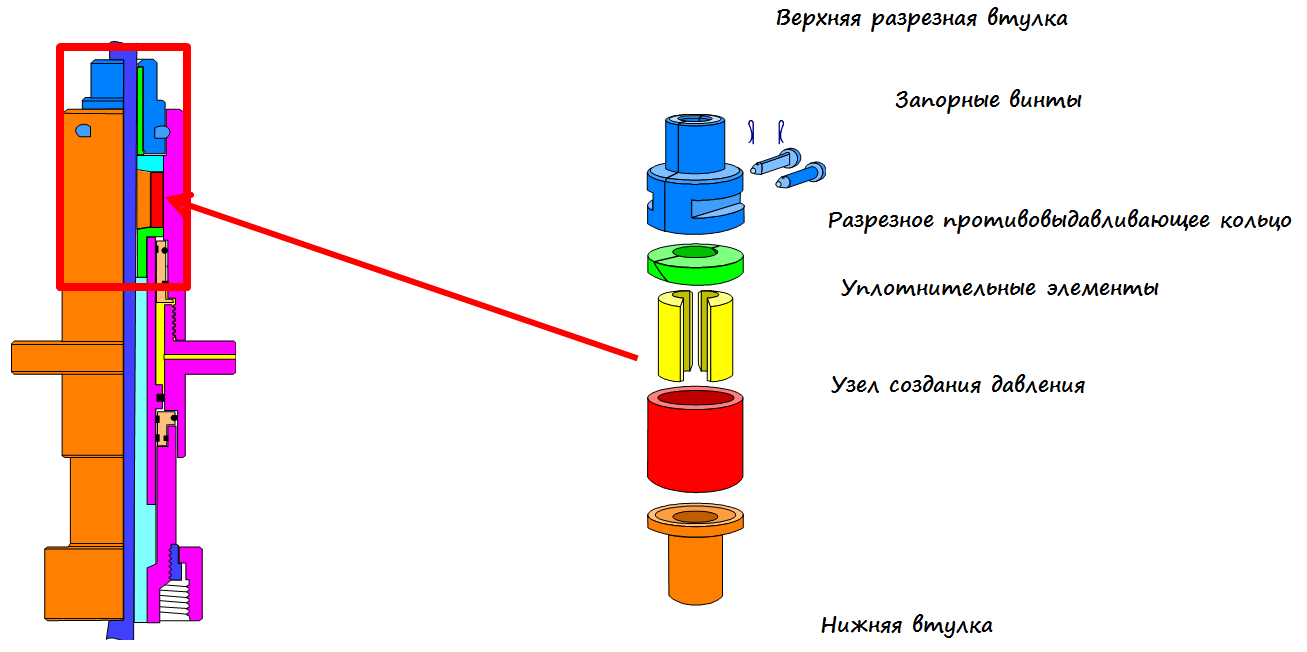 Верхняя разрезная втулка
Запорные винты
Разрезное противовыдавливающее кольцо
Уплотнительные элементы
Узел создания давления
Нижняя втулка